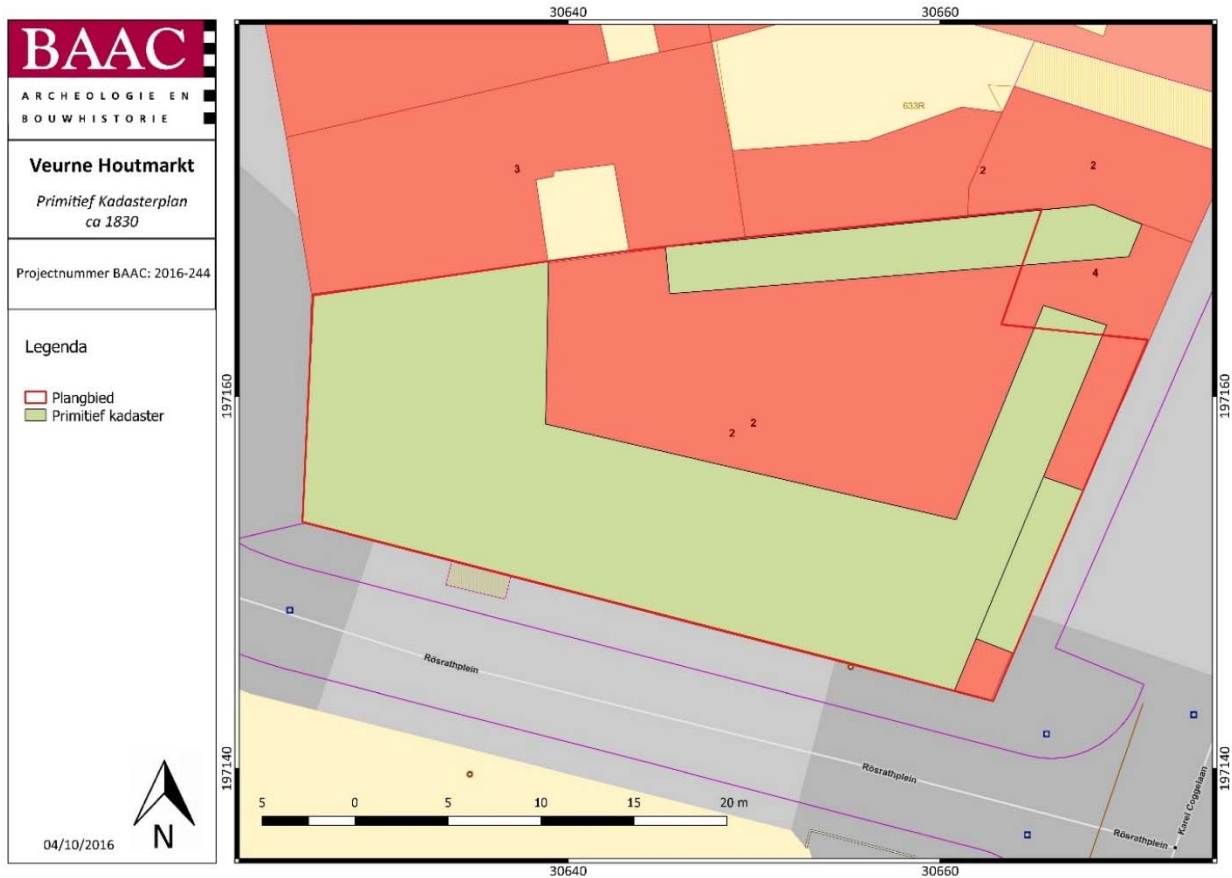 BAAC
ARCHEOLOGIE EN
BOUWHISTORIE
Veurne Houtmarkt
Primitief Kadasterplan
ca 1830
Projectnummer BAAC: 2016-244
Legenda
Plangbied
Primitief kadaster
N
04/10/2016
30640
30660
633R
3
2
2
4
197160
197160
2
2
Rösrathplein
Rösrathplein
197140
197140
Karel Coggelaan
Rösrathplein
5 0 5 10 15 20 m
30640
30660